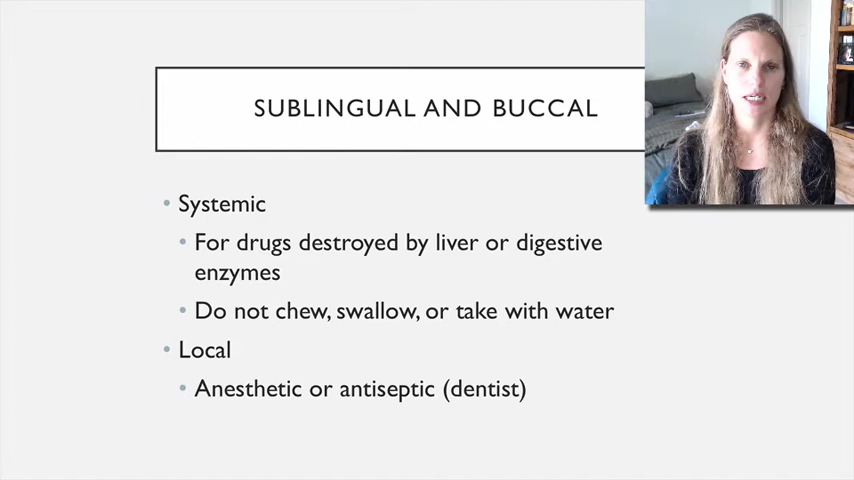 SUBLINGUAL AND BUCCAL
• Systemic
• For drugs destroyed by liver or digestive
enzymes
• Do not chew, swallow, or take with water
• Local
• Anesthetic or antiseptic (dentist)